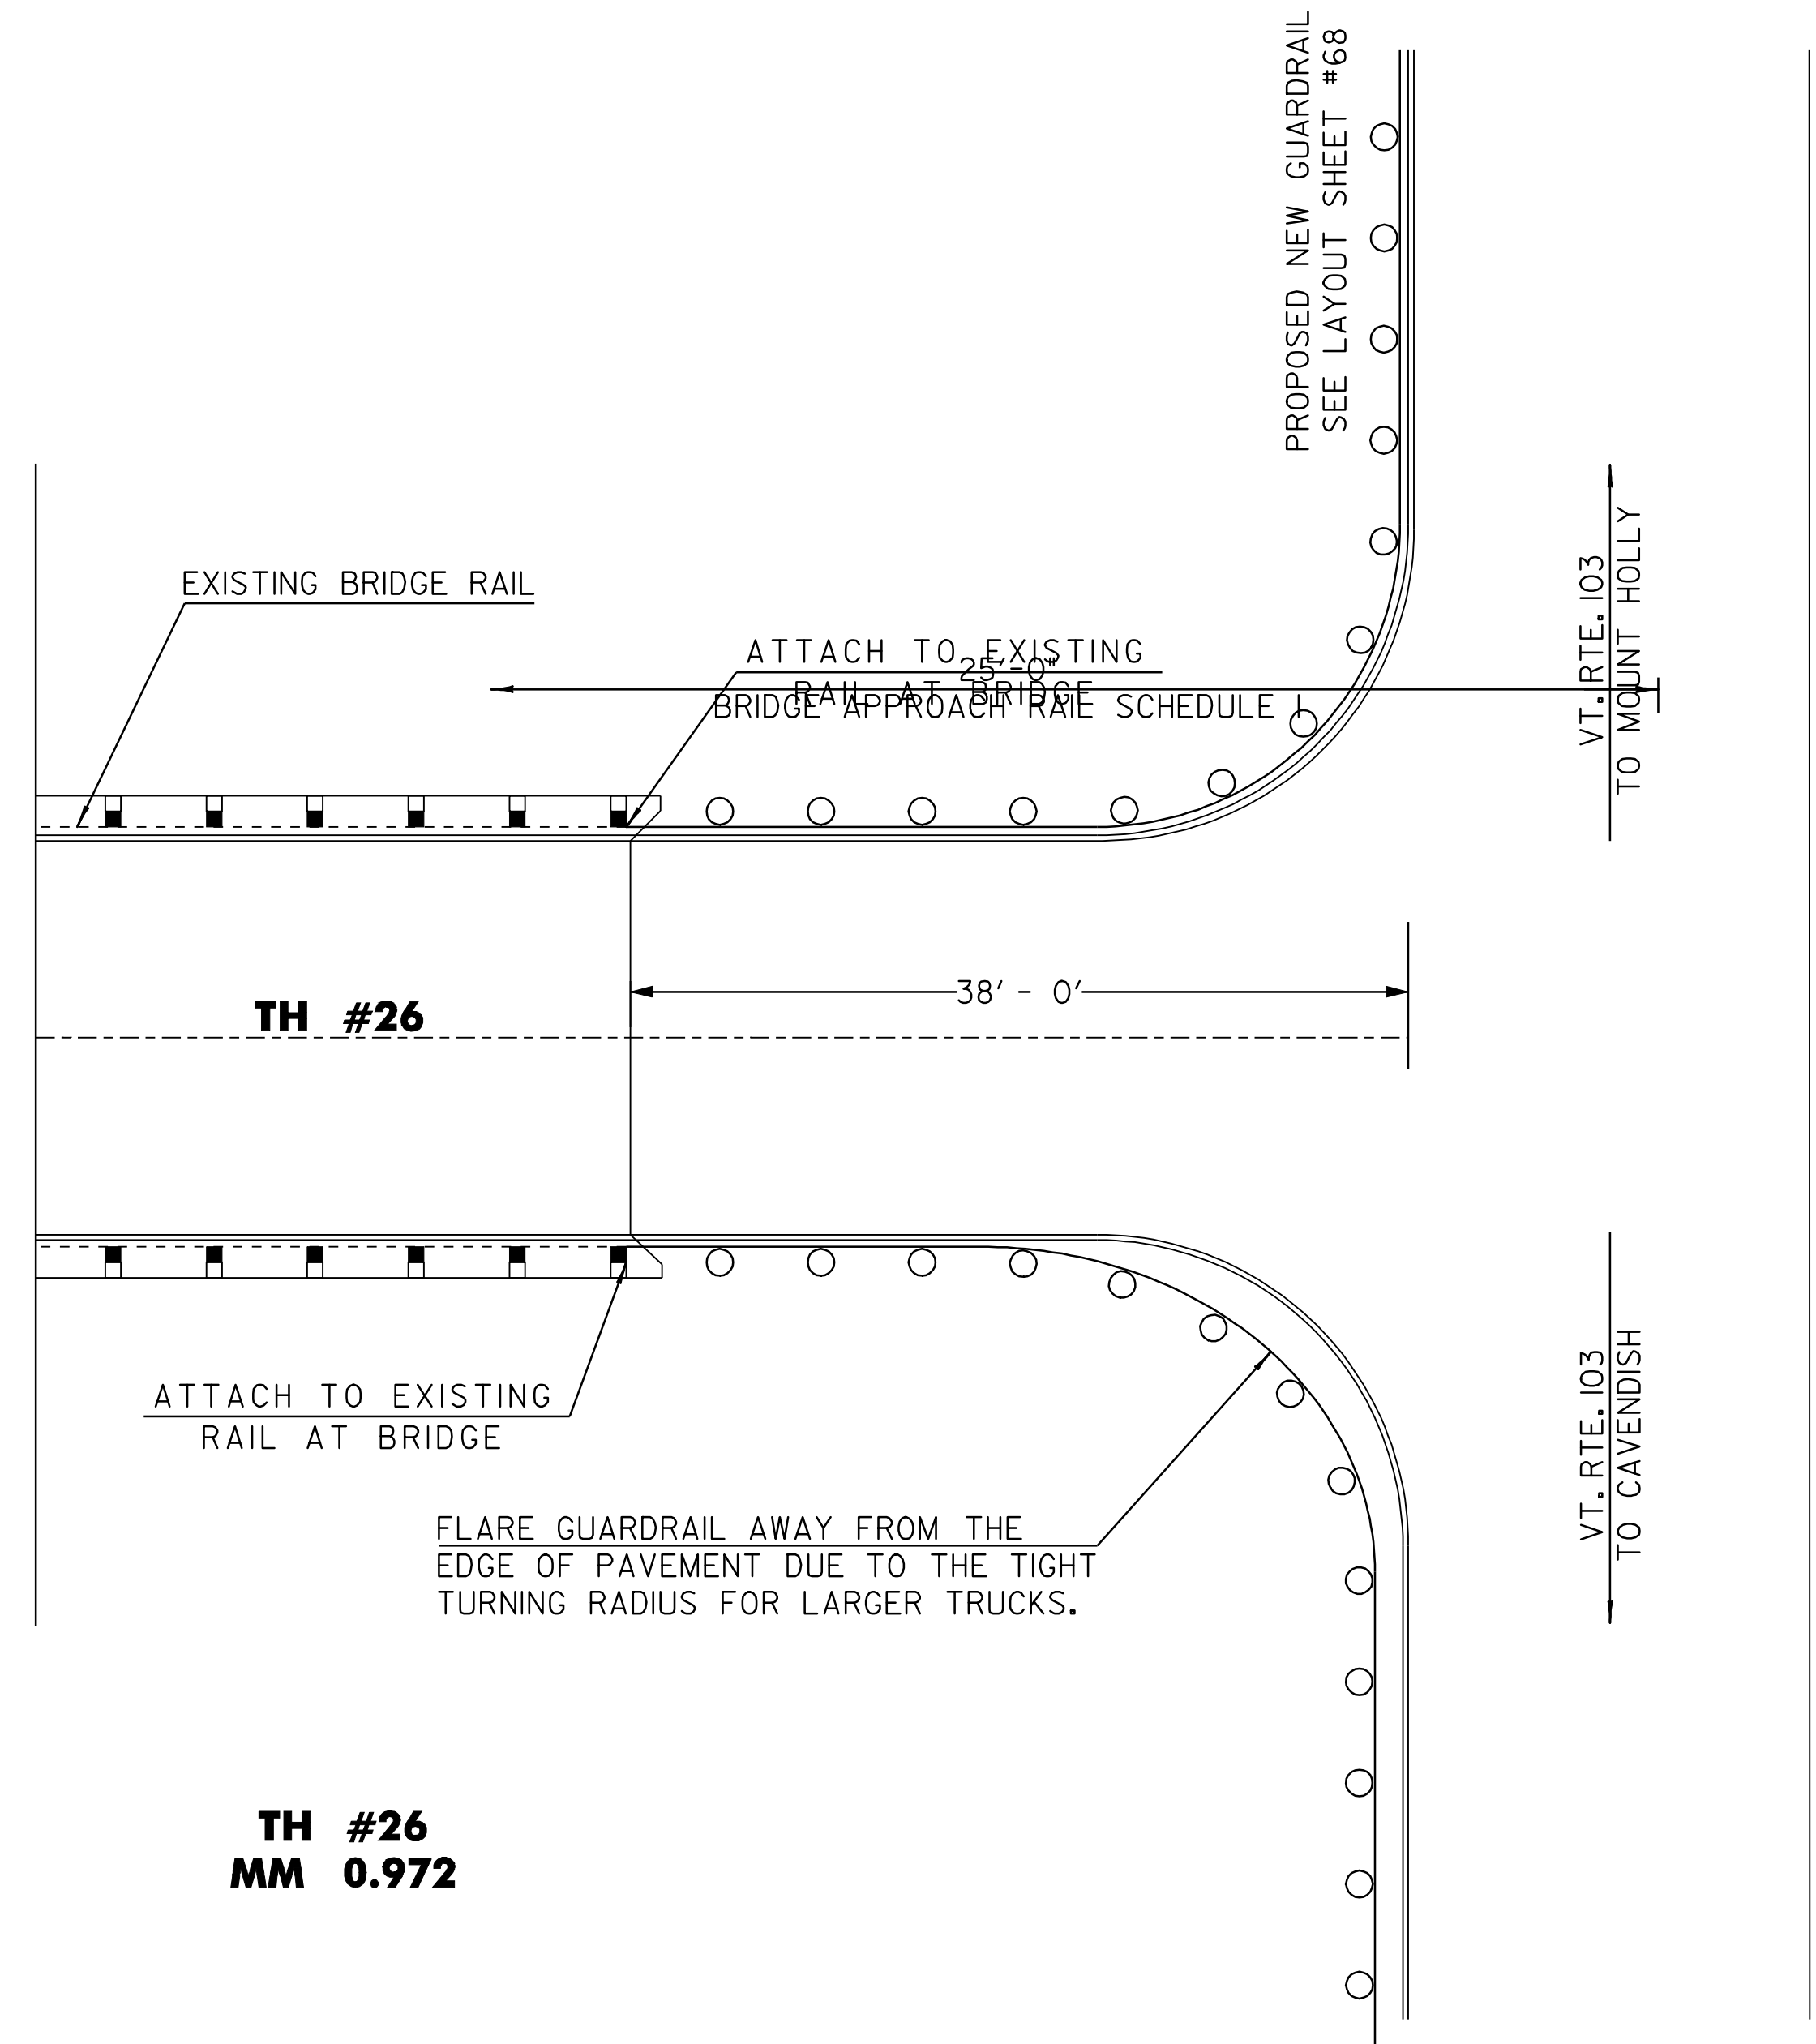 PROPOSED NEW GUARDRAIL
SEE LAYOUT SHEET #68
EXISTING BRIDGE RAIL
ATTACH TO EXISTING
RAIL AT BRIDGE
25'-0"
BRIDGE APPROACH RAIL SCHEDULE I
VT. RTE. 103
TO MOUNT HOLLY
38' - 0'
TH #26
ATTACH TO EXISTING
RAIL AT BRIDGE
VT. RTE. 103
TO CAVENDISH
FLARE GUARDRAIL AWAY FROM THE
EDGE OF PAVEMENT DUE TO THE TIGHT
TURNING RADIUS FOR LARGER TRUCKS.
TH #26
MM 0.972